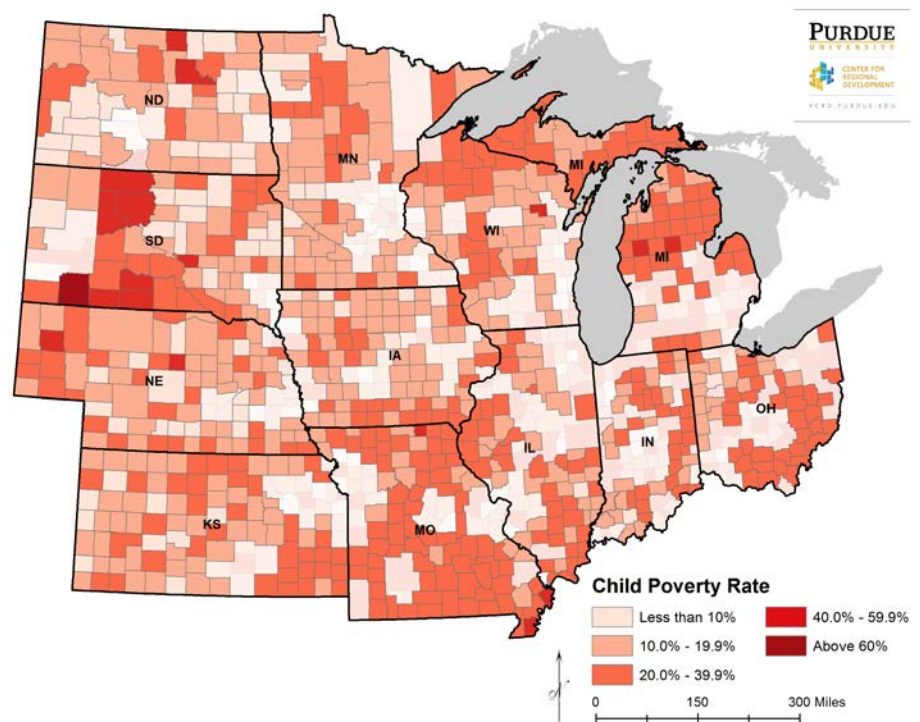 PURDUE
UNIVERSITY
CENTER FOR
REGIONAL
DEVELOPMENT
PCRD.PURDUE.EDU
ND
MN
MI
SD
WI
MI
IA
NE
OH
IL
IN
KS
MO
Child Poverty Rate
Less than 10%
40.0% - 59.9%
10.0% - 19.9%
Above 60%
20.0% - 39.9%
0 150 300 Miles